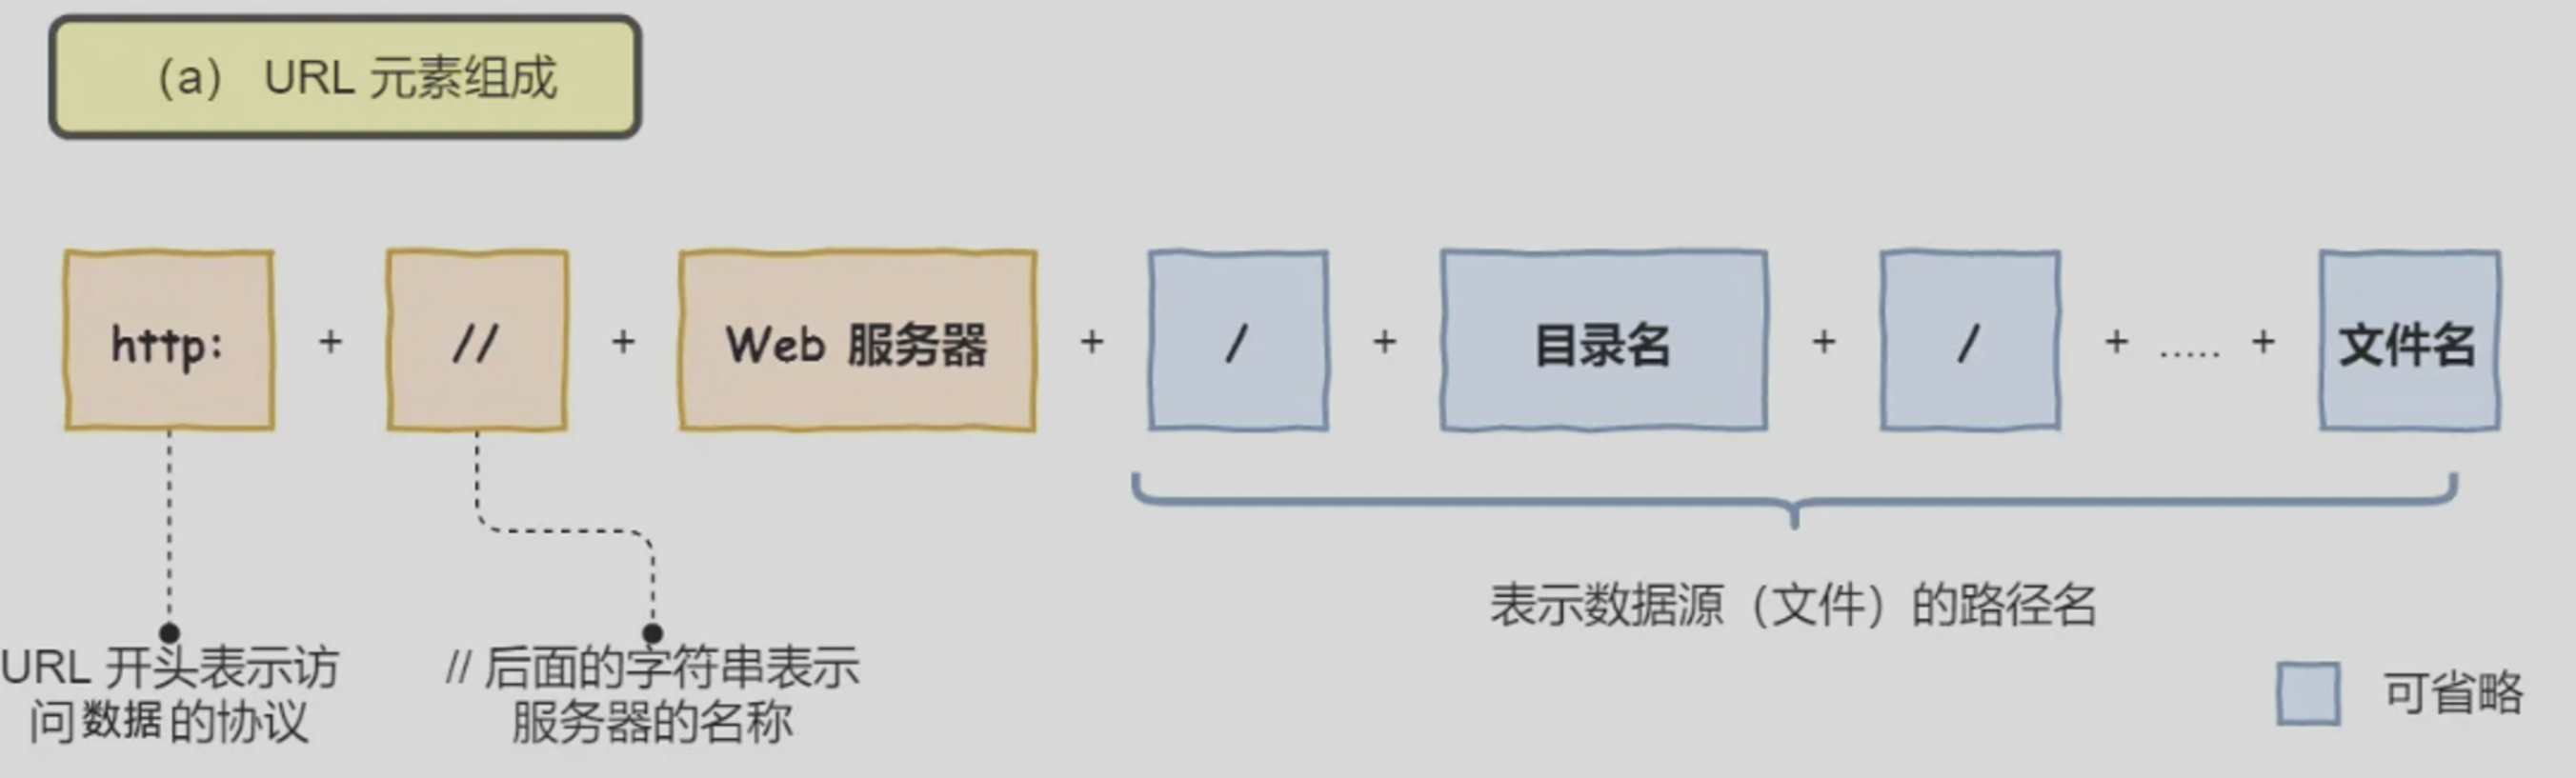 （a） URL 元素组成
http: + // + Web 服务器 + / + 目录名 + / + ..... + 文件名
表示数据源（文件）的路径名
URL 开头表示访
问数据的协议
// 后面的字符串表示
服务器的名称
可省略